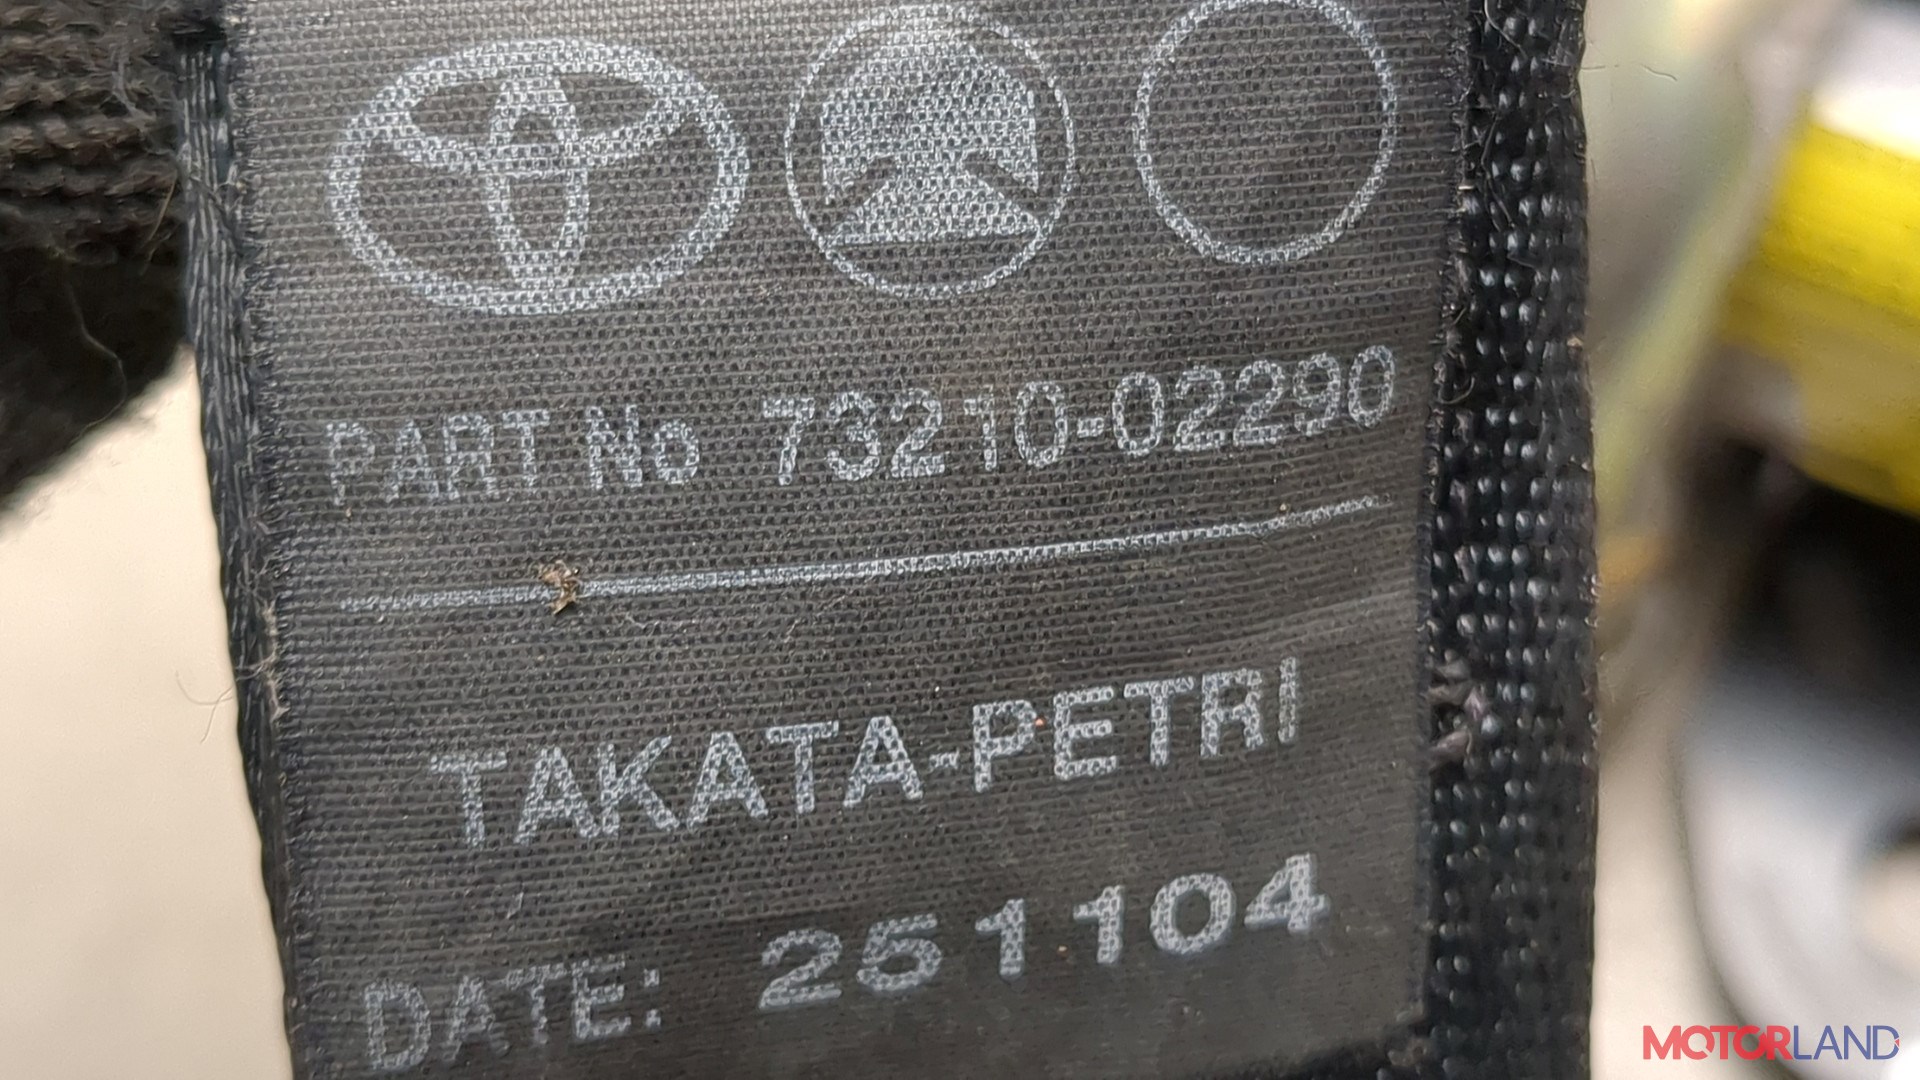 PART No 73210-02290
TAKATA-PETRI
DATE: 251104
MOTORLAND